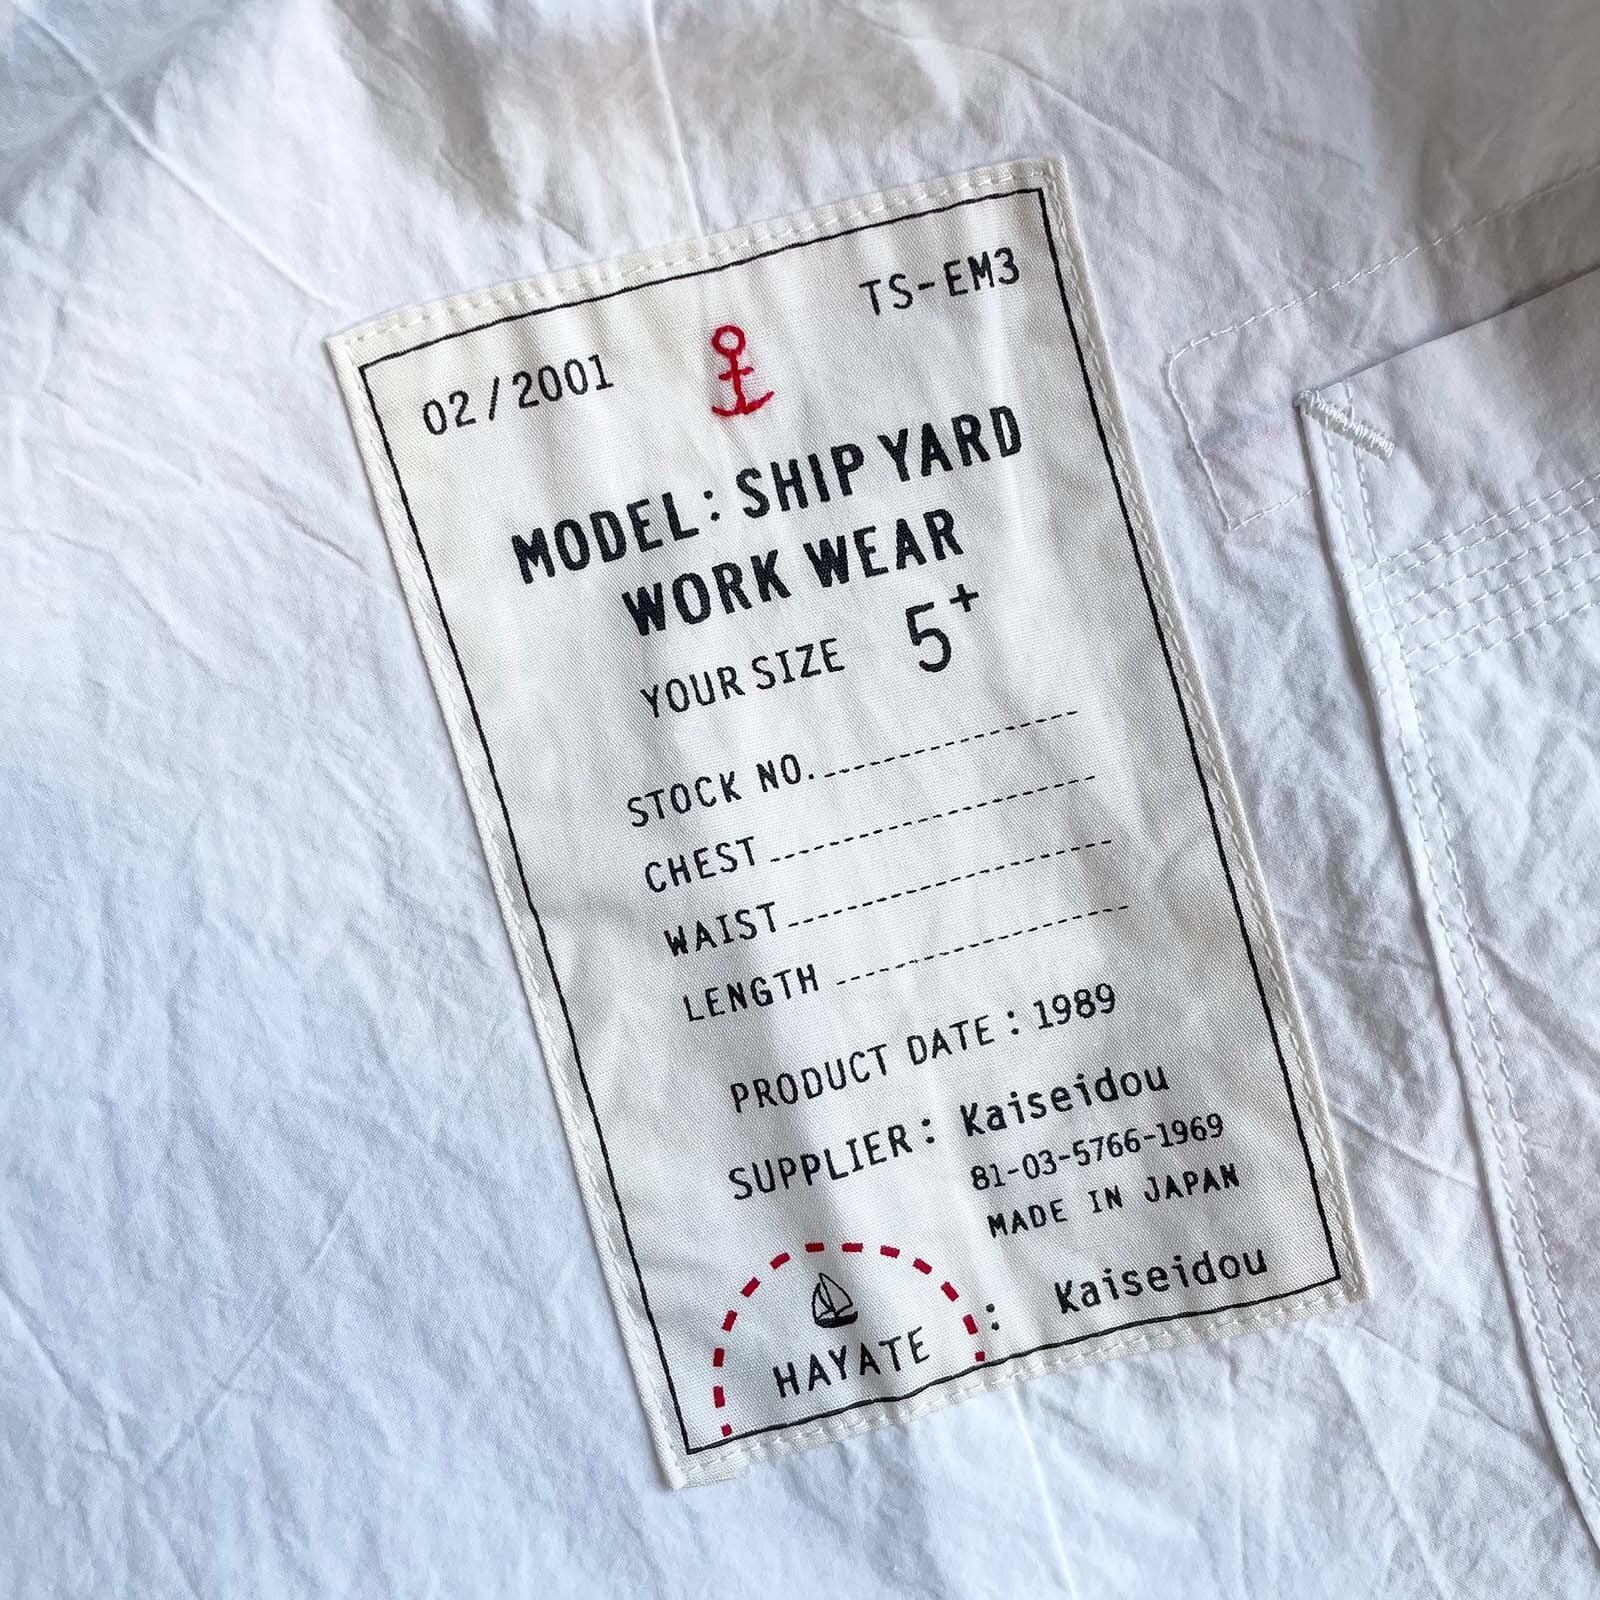 02/2001
TS-EM3
MODEL: SHIP YARD
WORK WEAR
YOUR SIZE 5+
STOCK NO.
CHEST
WAIST
LENGTH
PRODUCT DATE: 1989
SUPPLIER: Kaiseidou
81-03-5766-1969
MADE IN JAPAN
HAYATE : Kaiseidou